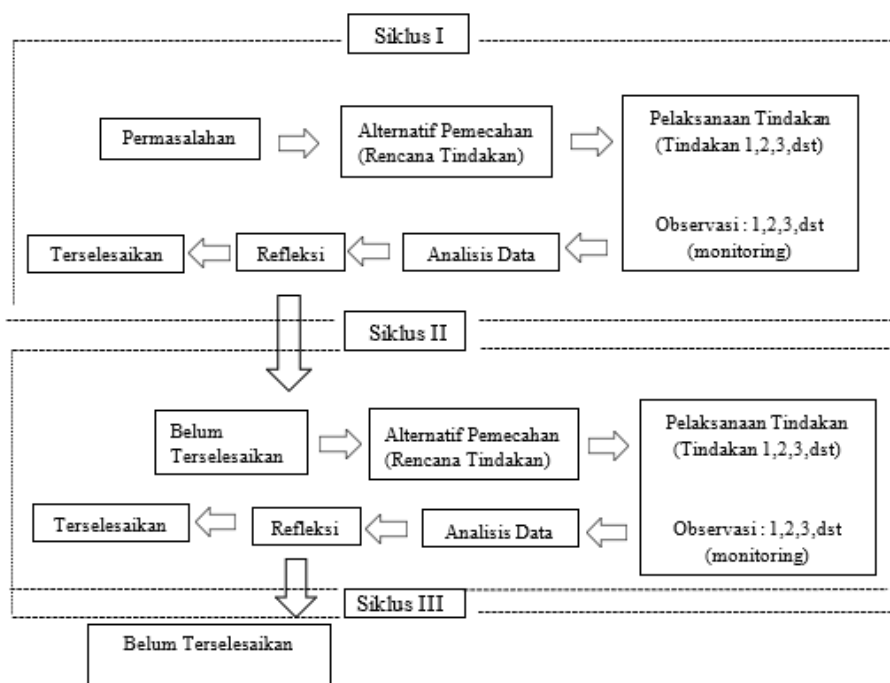 Siklus I
Permasalahan
Alternatif Pemecahan
(Rencana Tindakan)
Pelaksanaan Tindakan
(Tindakan 1,2,3,dst)
Observasi : 1,2,3,dst
(monitoring)
Analisis Data
Refleksi
Terselesaikan
Siklus II
Belum
Terselesaikan
Alternatif Pemecahan
(Rencana Tindakan)
Pelaksanaan Tindakan
(Tindakan 1,2,3,dst)
Observasi : 1,2,3,dst
(monitoring)
Analisis Data
Refleksi
Terselesaikan
Siklus III
Belum Terselesaikan